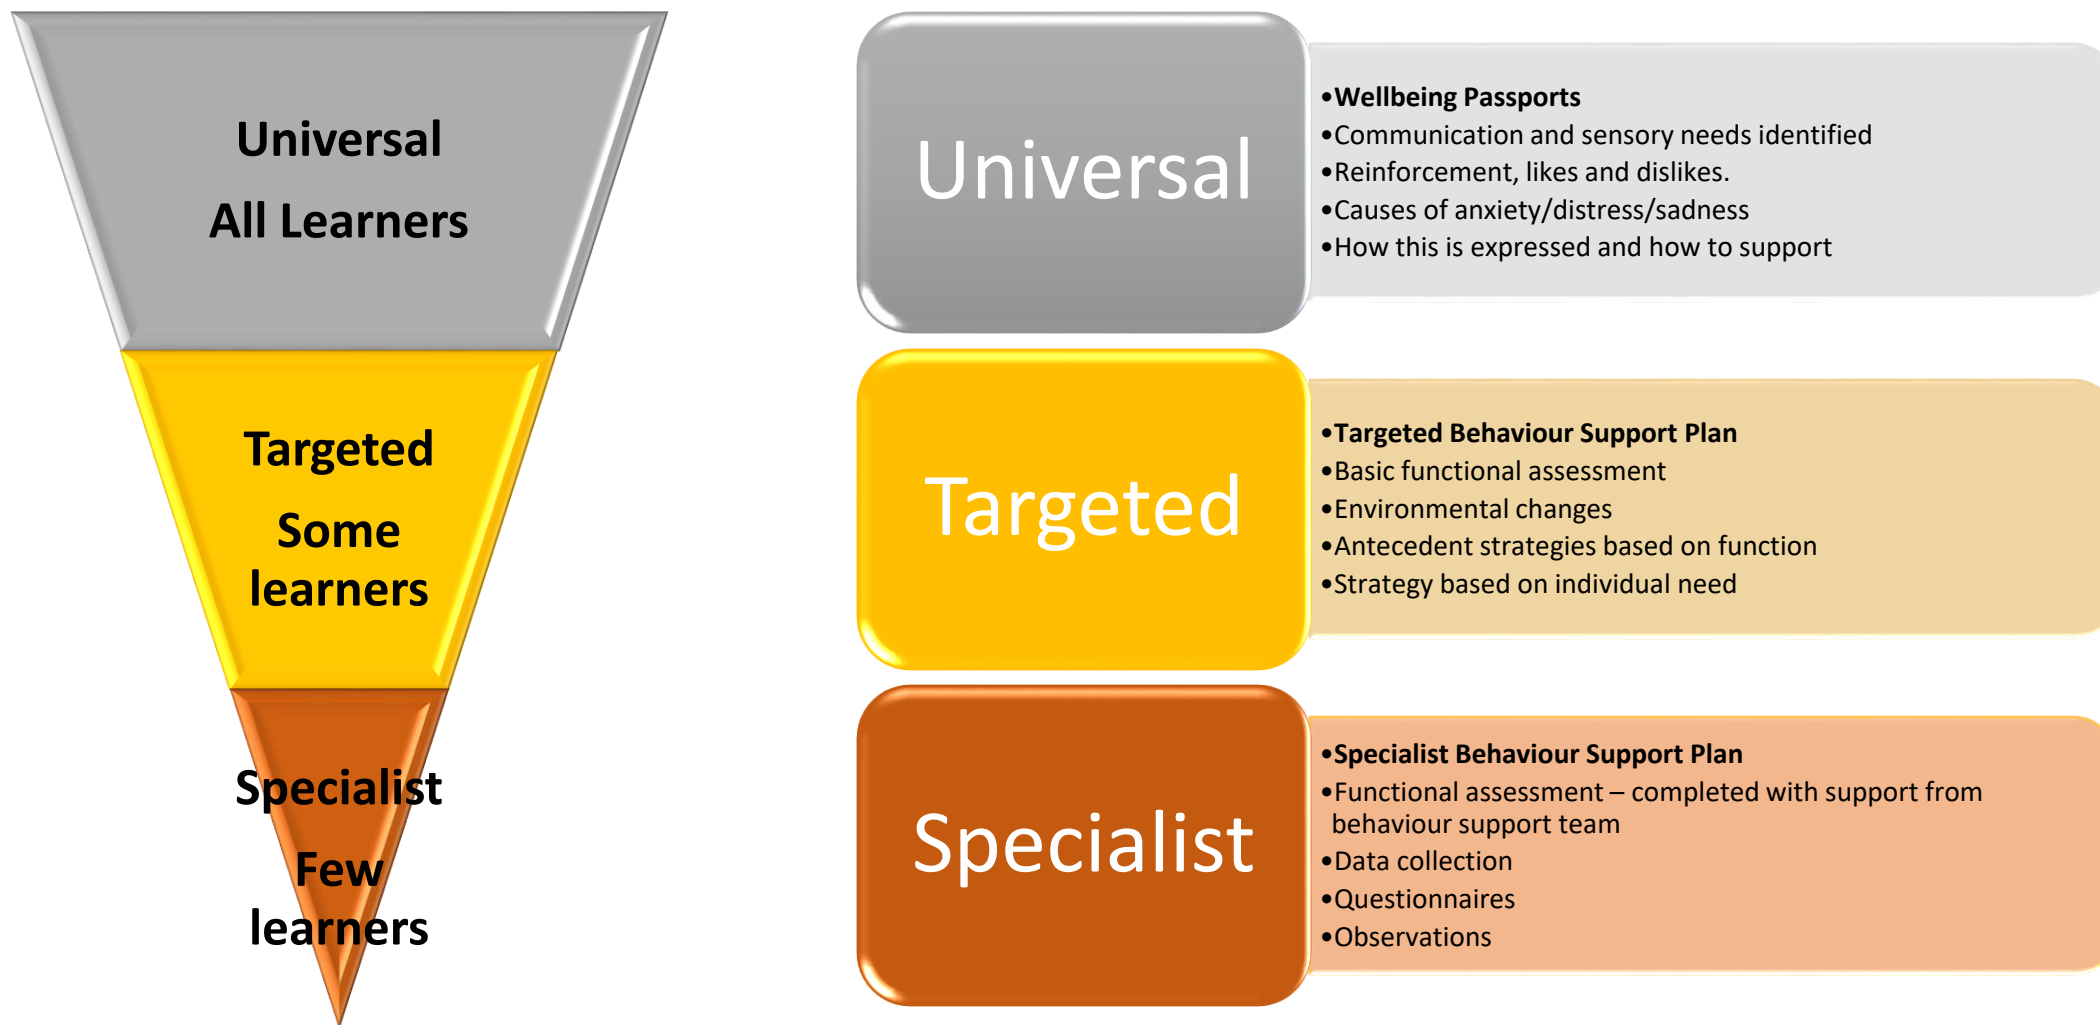 Universal
All Learners
Targeted
Some
learners
Specialist
Few
learners
Universal
•Wellbeing Passports
•Communication and sensory needs identified
•Reinforcement, likes and dislikes.
•Causes of anxiety/distress/sadness
•How this is expressed and how to support
Targeted
•Targeted Behaviour Support Plan
•Basic functional assessment
•Environmental changes
•Antecedent strategies based on function
•Strategy based on individual need
Specialist
•Specialist Behaviour Support Plan
•Functional assessment – completed with support from
behaviour support team
•Data collection
•Questionnaires
•Observations